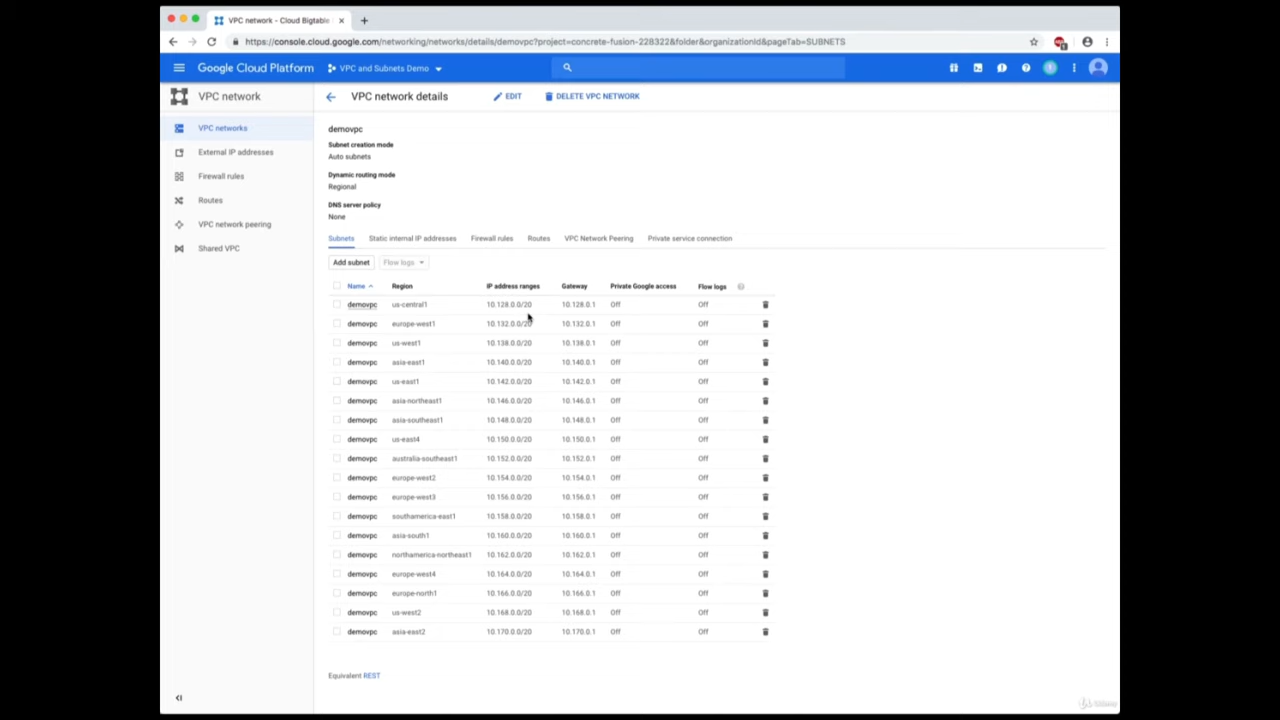 VPC network - Cloud Bigtable
https://console.cloud.google.com/networking/networks/details/demovpc?project=concrete-fusion-228322&folder&organizationId&pageTab=SUBNETS
Google Cloud Platform VPC and Subnets Demo
VPC network VPC network details EDIT DELETE VPC NETWORK
VPC networks
External IP addresses
Firewall rules
Routes
VPC network peering
Shared VPC
demovpc
Subnet creation mode
Auto subnets
Dynamic routing mode
Regional
DNS server policy
None
Subnets Static internal IP addresses Firewall rules Routes VPC Network Peering Private service connection
Add subnet Flow logs
Name Region IP address ranges Gateway Private Google access Flow logs
demovpc us-central1 10.128.0.0/20 10.128.0.1 Off Off
demovpc europe-west1 10.132.0.0/20 10.132.0.1 Off Off
demovpc us-west1 10.138.0.0/20 10.138.0.1 Off Off
demovpc asia-east1 10.140.0.0/20 10.140.0.1 Off Off
demovpc us-east1 10.142.0.0/20 10.142.0.1 Off Off
demovpc asia-northeast1 10.146.0.0/20 10.146.0.1 Off Off
demovpc asia-southeast1 10.148.0.0/20 10.148.0.1 Off Off
demovpc us-east4 10.150.0.0/20 10.150.0.1 Off Off
demovpc australia-southeast1 10.152.0.0/20 10.152.0.1 Off Off
demovpc europe-west2 10.154.0.0/20 10.154.0.1 Off Off
demovpc europe-west3 10.156.0.0/20 10.156.0.1 Off Off
demovpc southamerica-east1 10.158.0.0/20 10.158.0.1 Off Off
demovpc asia-south1 10.160.0.0/20 10.160.0.1 Off Off
demovpc northamerica-northeast1 10.162.0.0/20 10.162.0.1 Off Off
demovpc europe-west4 10.164.0.0/20 10.164.0.1 Off Off
demovpc europe-north1 10.166.0.0/20 10.166.0.1 Off Off
demovpc us-west2 10.168.0.0/20 10.168.0.1 Off Off
demovpc asia-east2 10.170.0.0/20 10.170.0.1 Off Off
Equivalent REST
Udemy